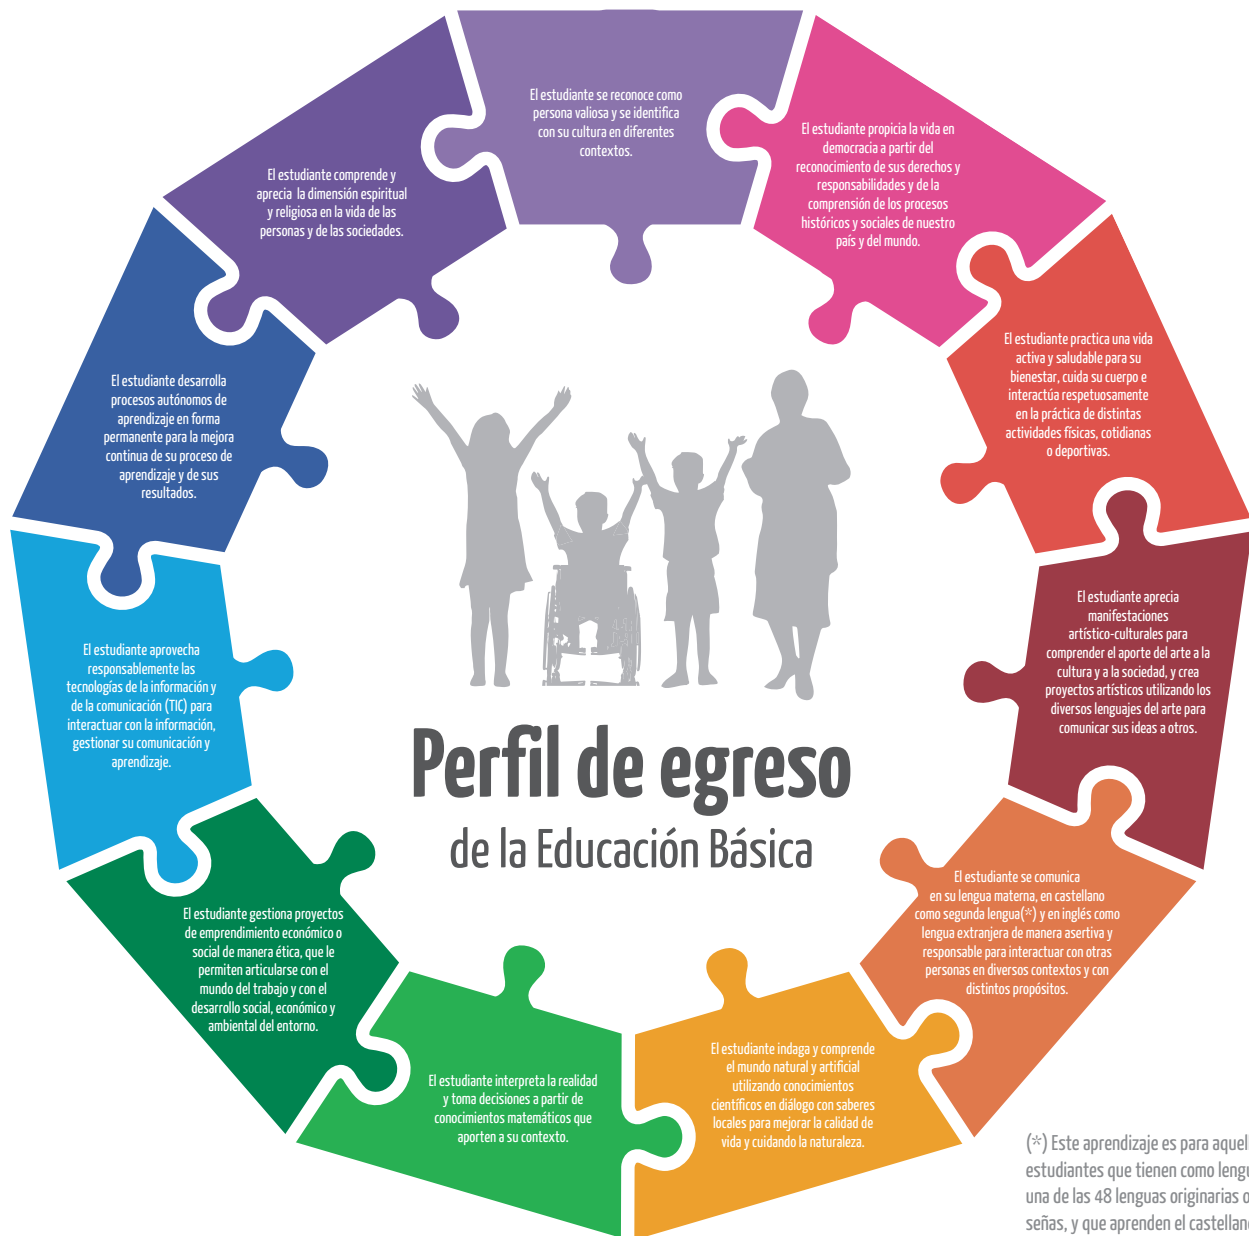 El estudiante se reconoce como
persona valiosa y se identifica
con su cultura en diferentes
contextos.
El estudiante propicia la vida en
democracia a partir del
reconocimiento de sus derechos y
responsabilidades y de la
comprensión de los procesos
históricos y sociales de nuestro
país y del mundo.
El estudiante practica una vida
activa y saludable para su
bienestar, cuida su cuerpo e
interactúa respetuosamente
en la práctica de distintas
actividades físicas, cotidianas
o deportivas.
El estudiante aprecia
manifestaciones
artístico-culturales para
comprender el aporte del arte a la
cultura y a la sociedad, y crea
proyectos artísticos utilizando los
diversos lenguajes del arte para
comunicar sus ideas a otros.
El estudiante se comunica
en su lengua materna, en castellano
como segunda lengua(*) y en inglés como
lengua extranjera de manera asertiva y
responsable para interactuar con otras
personas en diversos contextos y con
distintos propósitos.
El estudiante indaga y comprende
el mundo natural y artificial
utilizando conocimientos
científicos en diálogo con saberes
locales para mejorar la calidad de
vida y cuidando la naturaleza.
El estudiante interpreta la realidad
y toma decisiones a partir de
conocimientos matemáticos que
aporten a su contexto.
El estudiante gestiona proyectos
de emprendimiento económico o
social de manera ética, que le
permiten articularse con el
mundo del trabajo y con el
desarrollo social, económico y
ambiental del entorno.
El estudiante aprovecha
responsablemente las
tecnologías de la información y
de la comunicación (TIC) para
interactuar con la información,
gestionar su comunicación y
aprendizaje.
El estudiante desarrolla
procesos autónomos de
aprendizaje en forma
permanente para la mejora
continua de su proceso de
aprendizaje y de sus
resultados.
El estudiante comprende y
aprecia la dimensión espiritual
y religiosa en la vida de las
personas y de las sociedades.
Perfil de egreso
de la Educación Básica
(*) Este aprendizaje es para
estudiantes que tienen como
una de las 48 lenguas originarias
señas, y que aprenden el